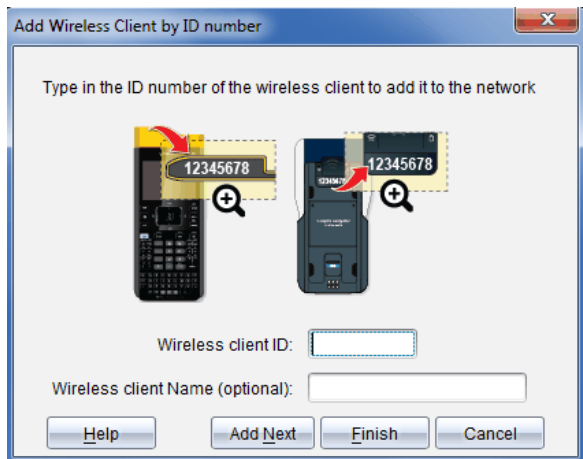 Add Wireless Client by ID number
Type in the ID number of the wireless client to add it to the network
12345678
12345678
Wireless client ID:
Wireless client Name (optional):
Help Add Next Finish Cancel